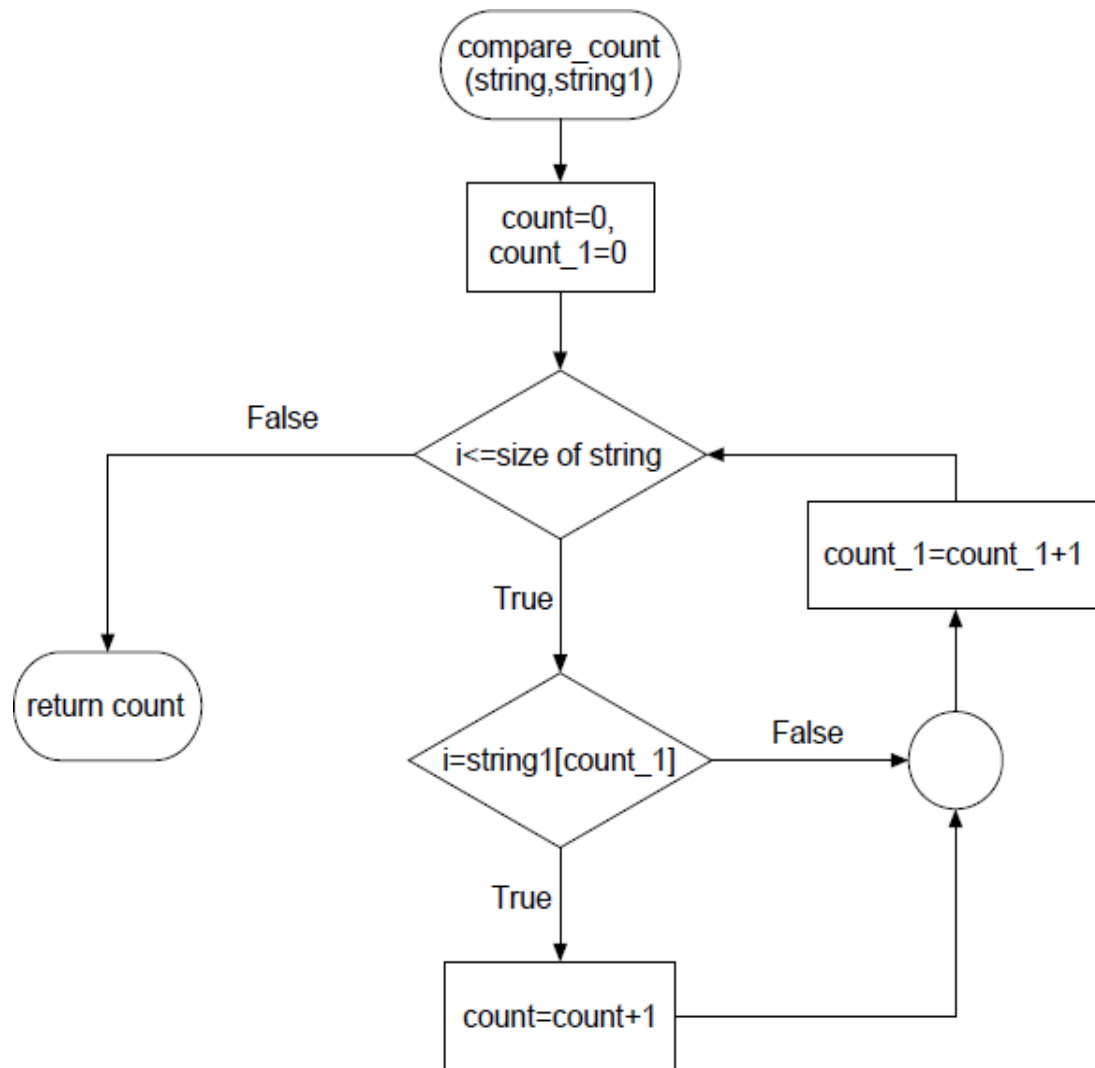 compare_count
(string,string1)
count=0,
count_1=0
False
i<=size of string
count_1=count_1+1
True
return count
i=string1[count_1]
False
True
count=count+1